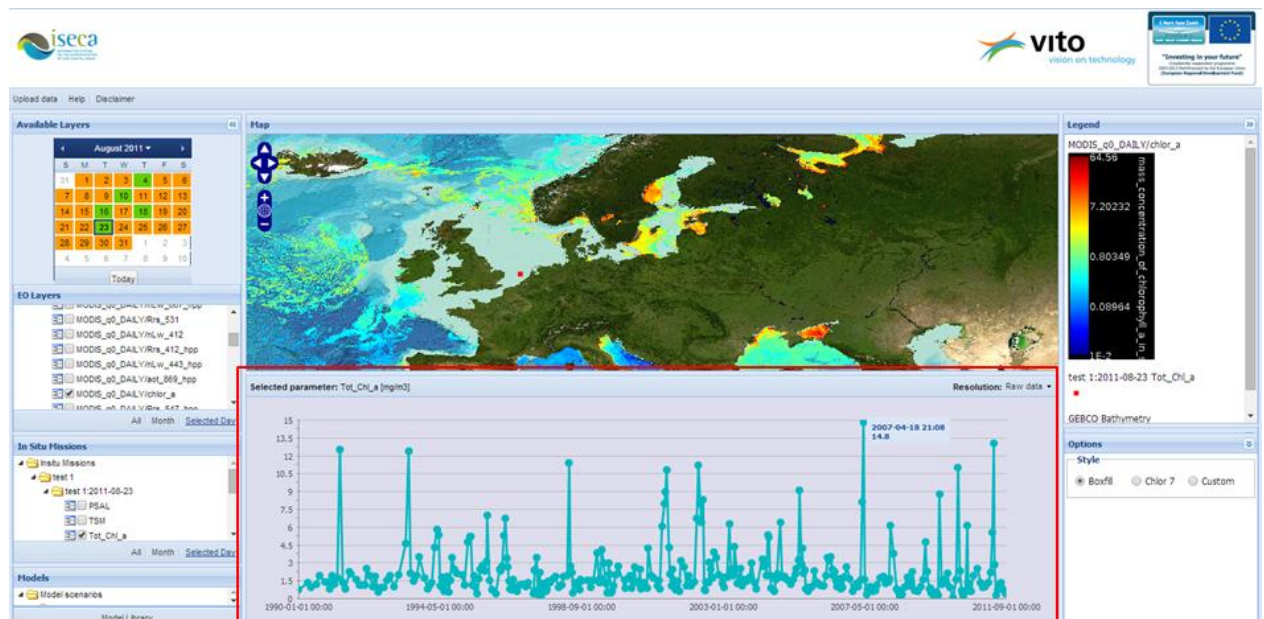 iseca
vito
vision on technology
"Investing in your future"
Upload data Help Disclaimer
Available Layers
August 2011
S M T W T F S
31 1 2 3 4 5 6
7 8 9 10 11 12 13
14 15 16 17 18 19 20
21 22 23 24 25 26 27
28 29 30 31 1 2 3
4 5 6 7 8 9 10
Today
EO Layers
MODIS_q0_DAILY/Rrs_531
MODIS_q0_DAILY/nLw_412
MODIS_q0_DAILY/Rrs_412_hpp
MODIS_q0_DAILY/nLw_443_hpp
MODIS_q0_DAILY/aot_869_hpp
MODIS_q0_DAILY/chlor_a
MODIS_q0_DAILY/Rrs_547_hpp
All Month Selected Day
In Situ Missions
Insitu Missions
test 1
test 1:2011-08-23
PSAL
TSM
Tot_Chl_a
All Month Selected Day
Models
Model scenarios
Model Library
Map
Selected parameter: Tot_Chl_a [mg/m3]
Resolution: Raw data
15
13.5
12
10.5
9
7.5
6
4.5
3
1.5
0
2007-04-18 21:08
14.8
1990-01-01 00:00 1994-05-01 00:00 1998-09-01 00:00 2003-01-01 00:00 2007-05-01 00:00 2011-09-01 00:00
Legend
MODIS_q0_DAILY/chlor_a
64.56
7.20232
0.80349
0.08964
1E-2
mass_concentration_of_chlorophyll_a_in_s
test 1:2011-08-23 Tot_Chl_a
GEBCO Bathymetry
Options
Style
Boxfill Chlor 7 Custom